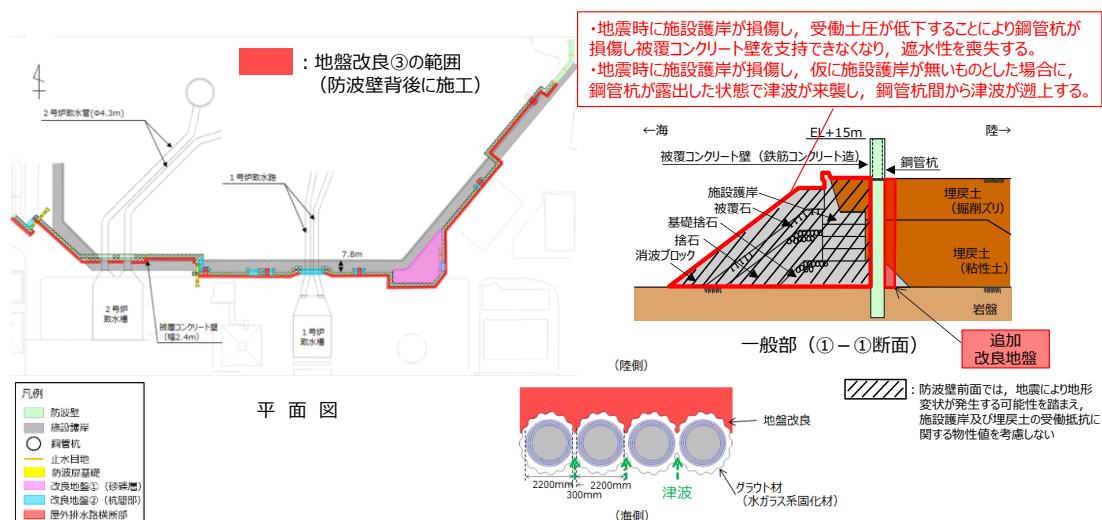 ・地震時に施設護岸が損傷し，受働土圧が低下することにより鋼管杭が
損傷し被覆コンクリート壁を支持できなくなり，遮水性を喪失する。
・地震時に施設護岸が損傷し，仮に施設護岸が無いものとした場合に，
鋼管杭が露出した状態で津波が来襲し，鋼管杭間から津波が遡上する。
：地盤改良③の範囲
（防波壁背後に施工）
2号炉取水管(Φ4.3m)
1号炉取水路
7.8m
2号炉
取水槽
被覆コンクリート壁
(幅2.4m)
1号炉
取水槽
平 面 図
凡例
防波壁
施設護岸
鋼管杭
止水目地
防波扉基礎
改良地盤①（砂礫層）
改良地盤②（杭間部）
屋外排水路横断部
←海
陸→
EL+15m
被覆コンクリート壁（鉄筋コンクリート造）
鋼管杭
施設護岸
被覆石
基礎捨石
捨石
消波ブロック
埋戻土
（掘削ズリ）
埋戻土
（粘性土）
岩盤
一般部（①－①断面）
追加
改良地盤
：防波壁前面では，地震により地形
変状が発生する可能性を踏まえ，
施設護岸及び埋戻土の受働抵抗に
関する物性値を考慮しない
（陸側）
地盤改良
2200mm
2200mm
300mm
津波
グラウト材
（水ガラス系固化材）
（海側）